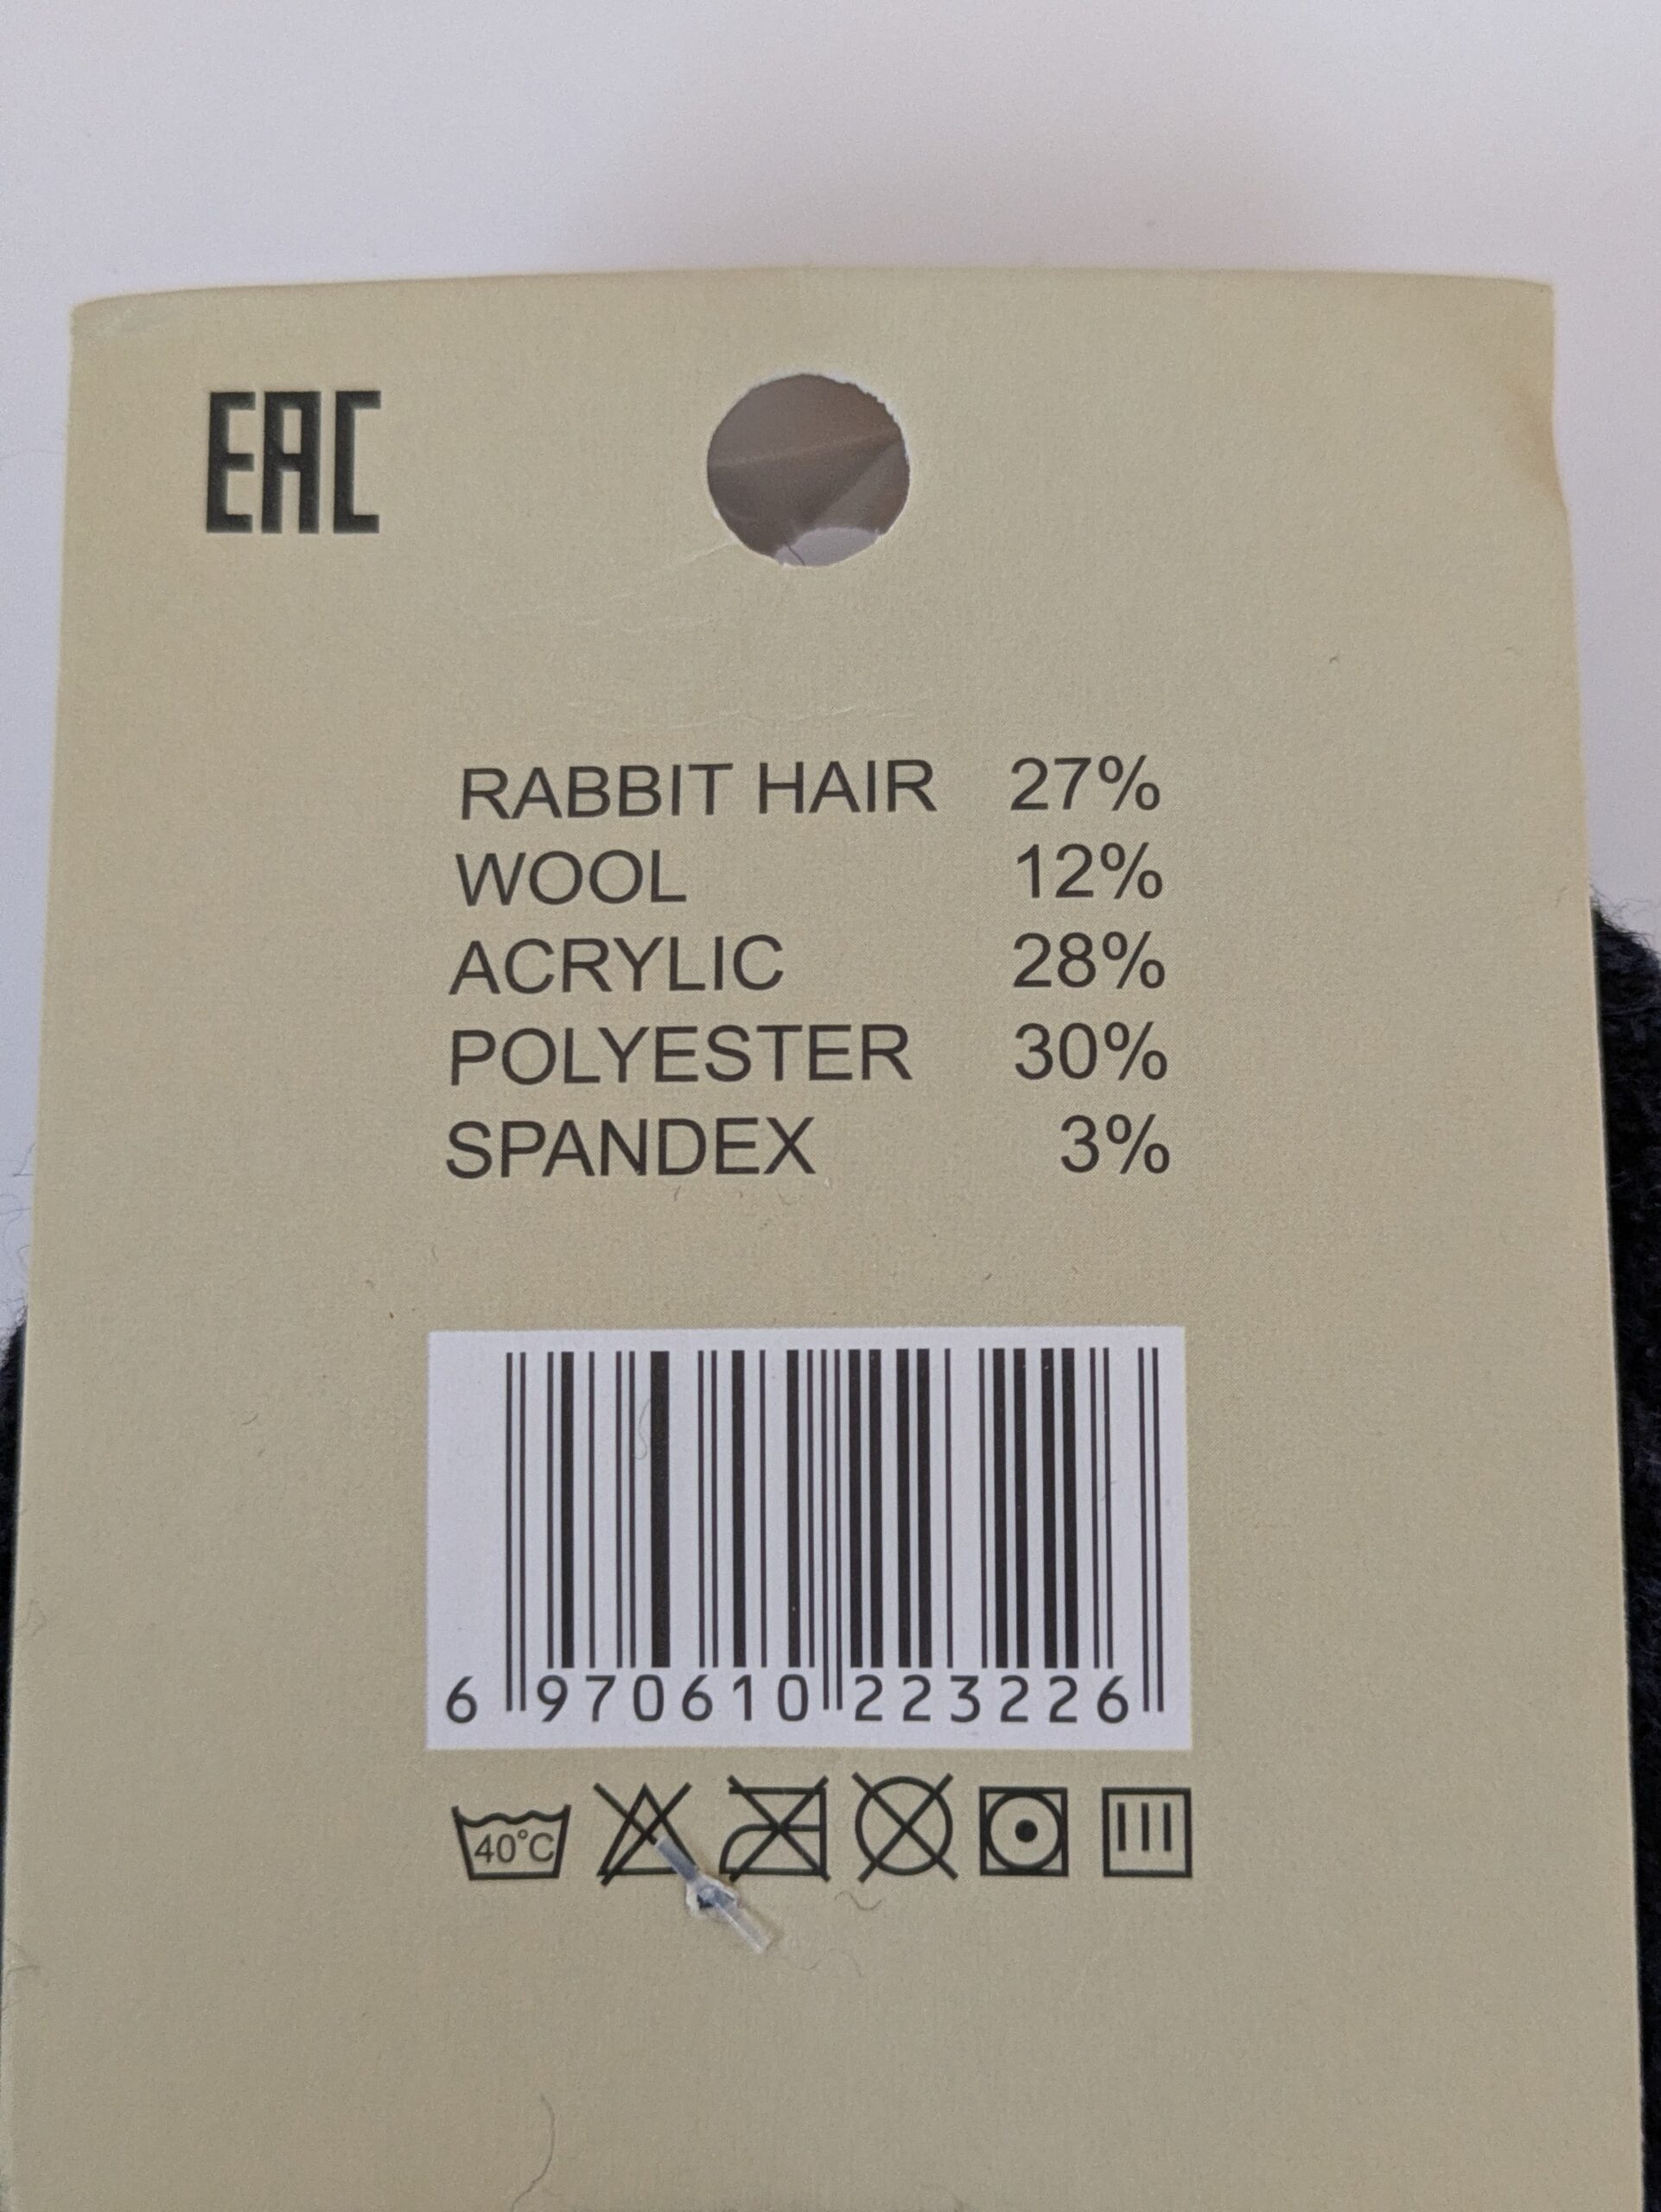 EAC
RABBIT HAIR 27%
WOOL 12%
ACRYLIC 28%
POLYESTER 30%
SPANDEX 3%
6 970610 223226
40°C